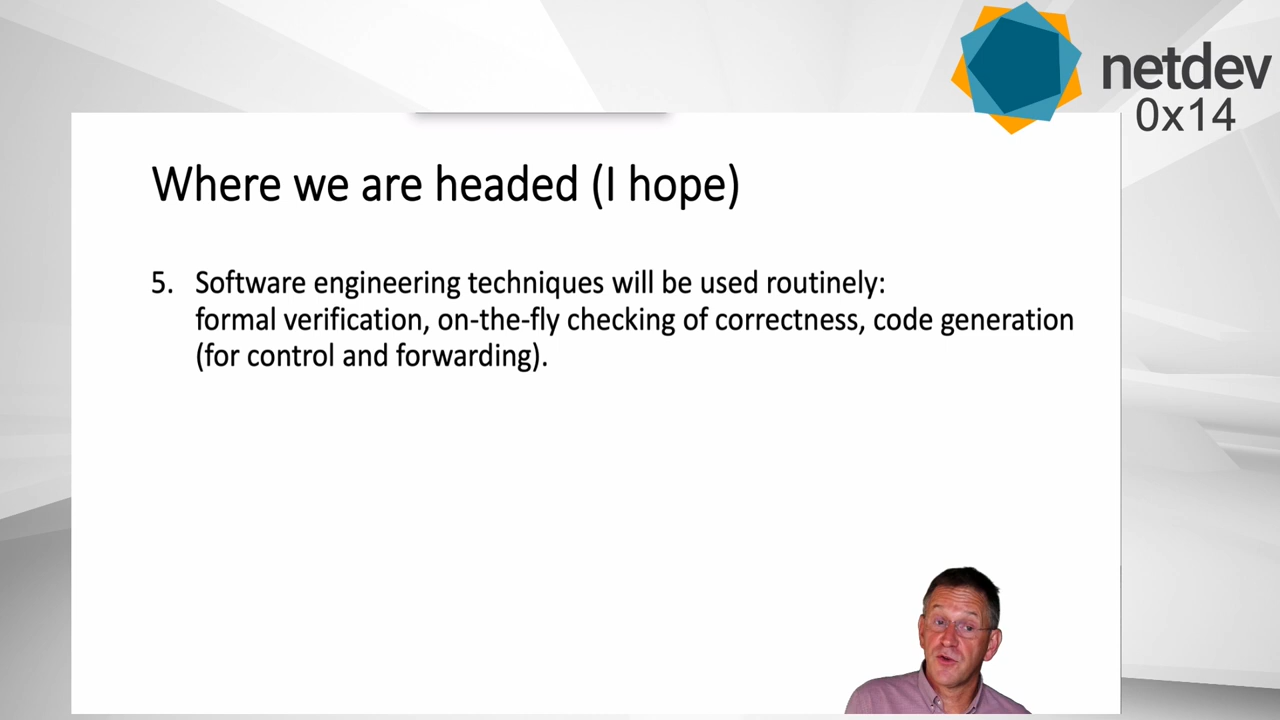 netdev
0x14
Where we are headed (I hope)
5. Software engineering techniques will be used routinely:
formal verification, on-the-fly checking of correctness, code generation
(for control and forwarding).